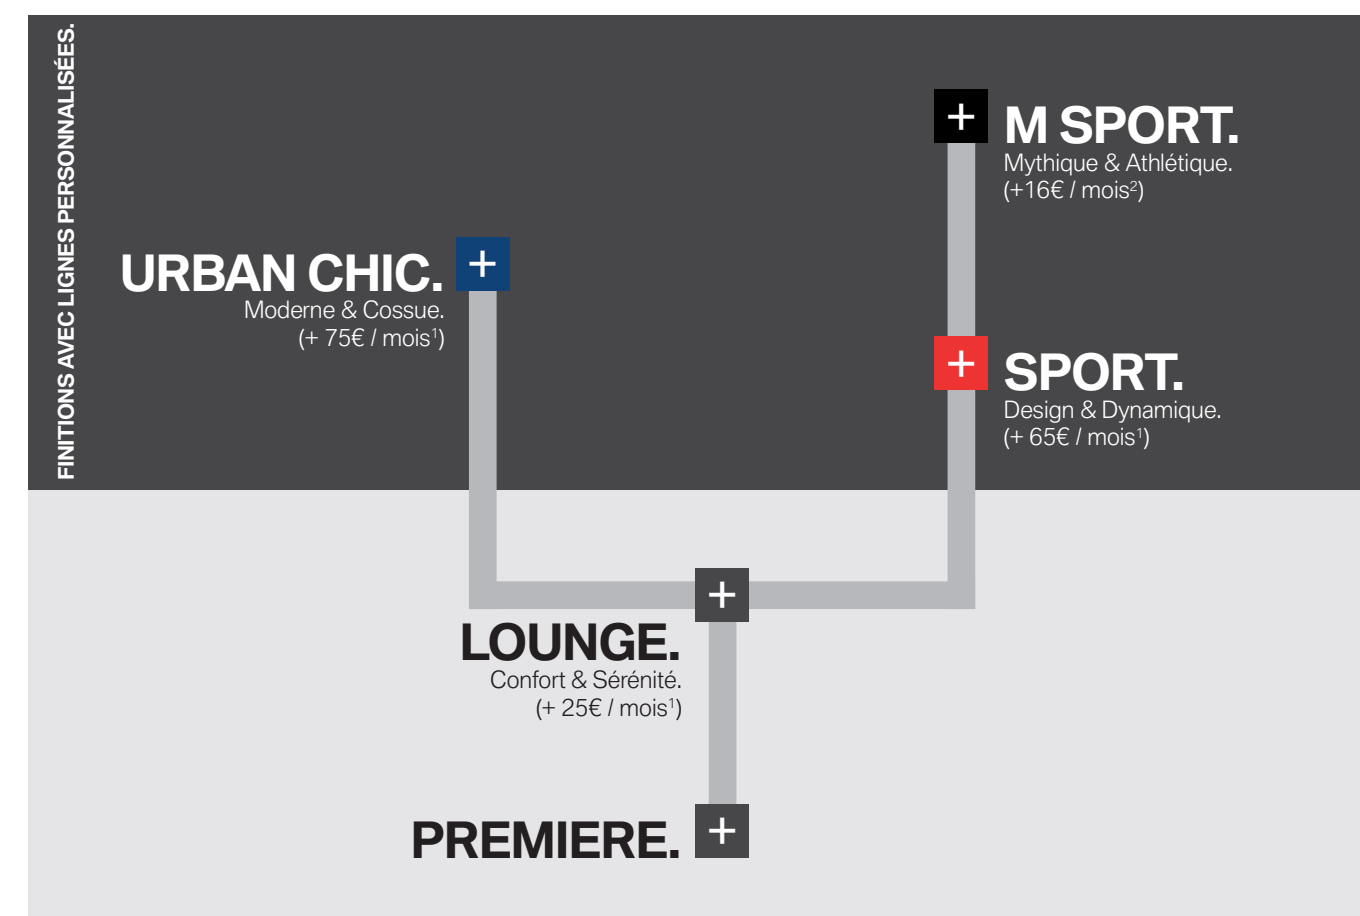 FINITIONS AVEC LIGNES PERSONNALISÉES.
M SPORT.
Mythique & Athlétique.
(+16€ / mois²)
URBAN CHIC.
Moderne & Cossue.
(+ 75€ / mois¹)
SPORT.
Design & Dynamique.
(+ 65€ / mois¹)
LOUNGE.
Confort & Sérénité.
(+ 25€ / mois¹)
PREMIERE.